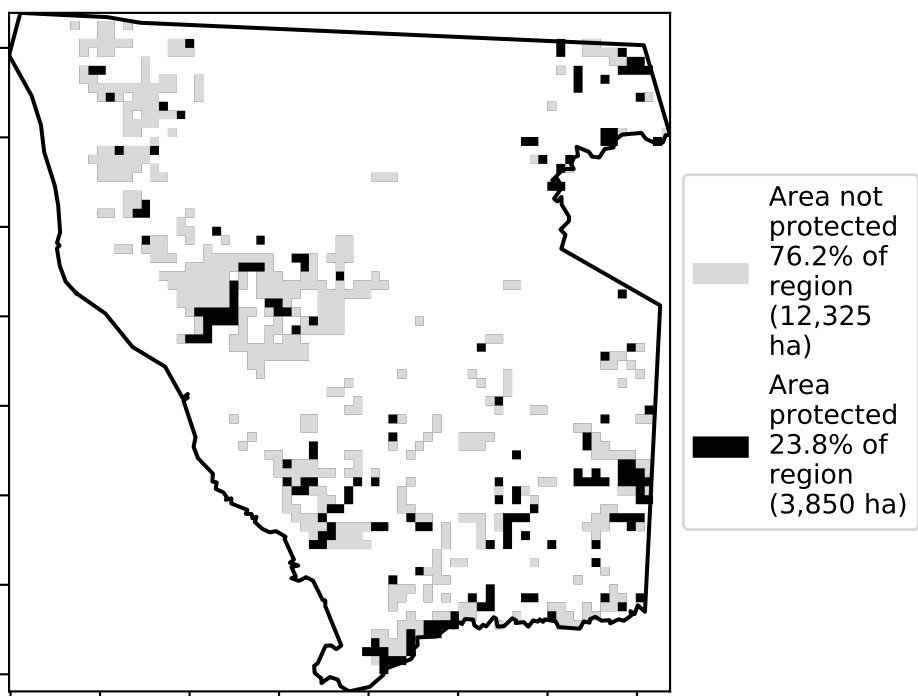 Area not
protected
76.2% of
region
(12,325
ha)
Area
protected
23.8% of
region
(3,850 ha)